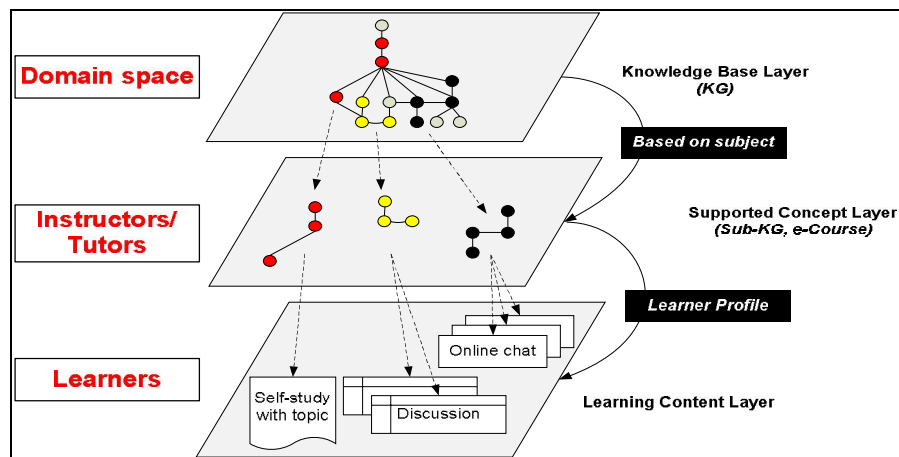 Domain space
Knowledge Base Layer
(KG)
Based on subject
Instructors/
Tutors
Supported Concept Layer
(Sub-KG, e-Course)
Learner Profile
Learners
Online chat
Self-study
with topic
Discussion
Learning Content Layer